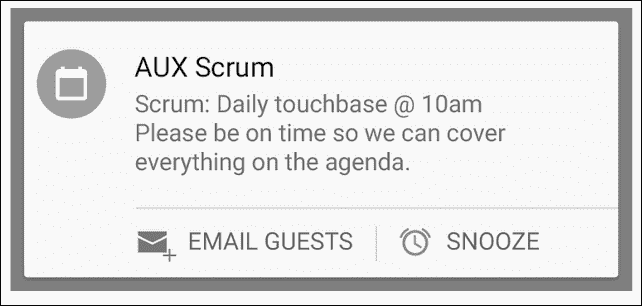 AUX Scrum
Scrum: Daily touchbase @ 10am
Please be on time so we can cover
everything on the agenda.
EMAIL GUESTS
SNOOZE